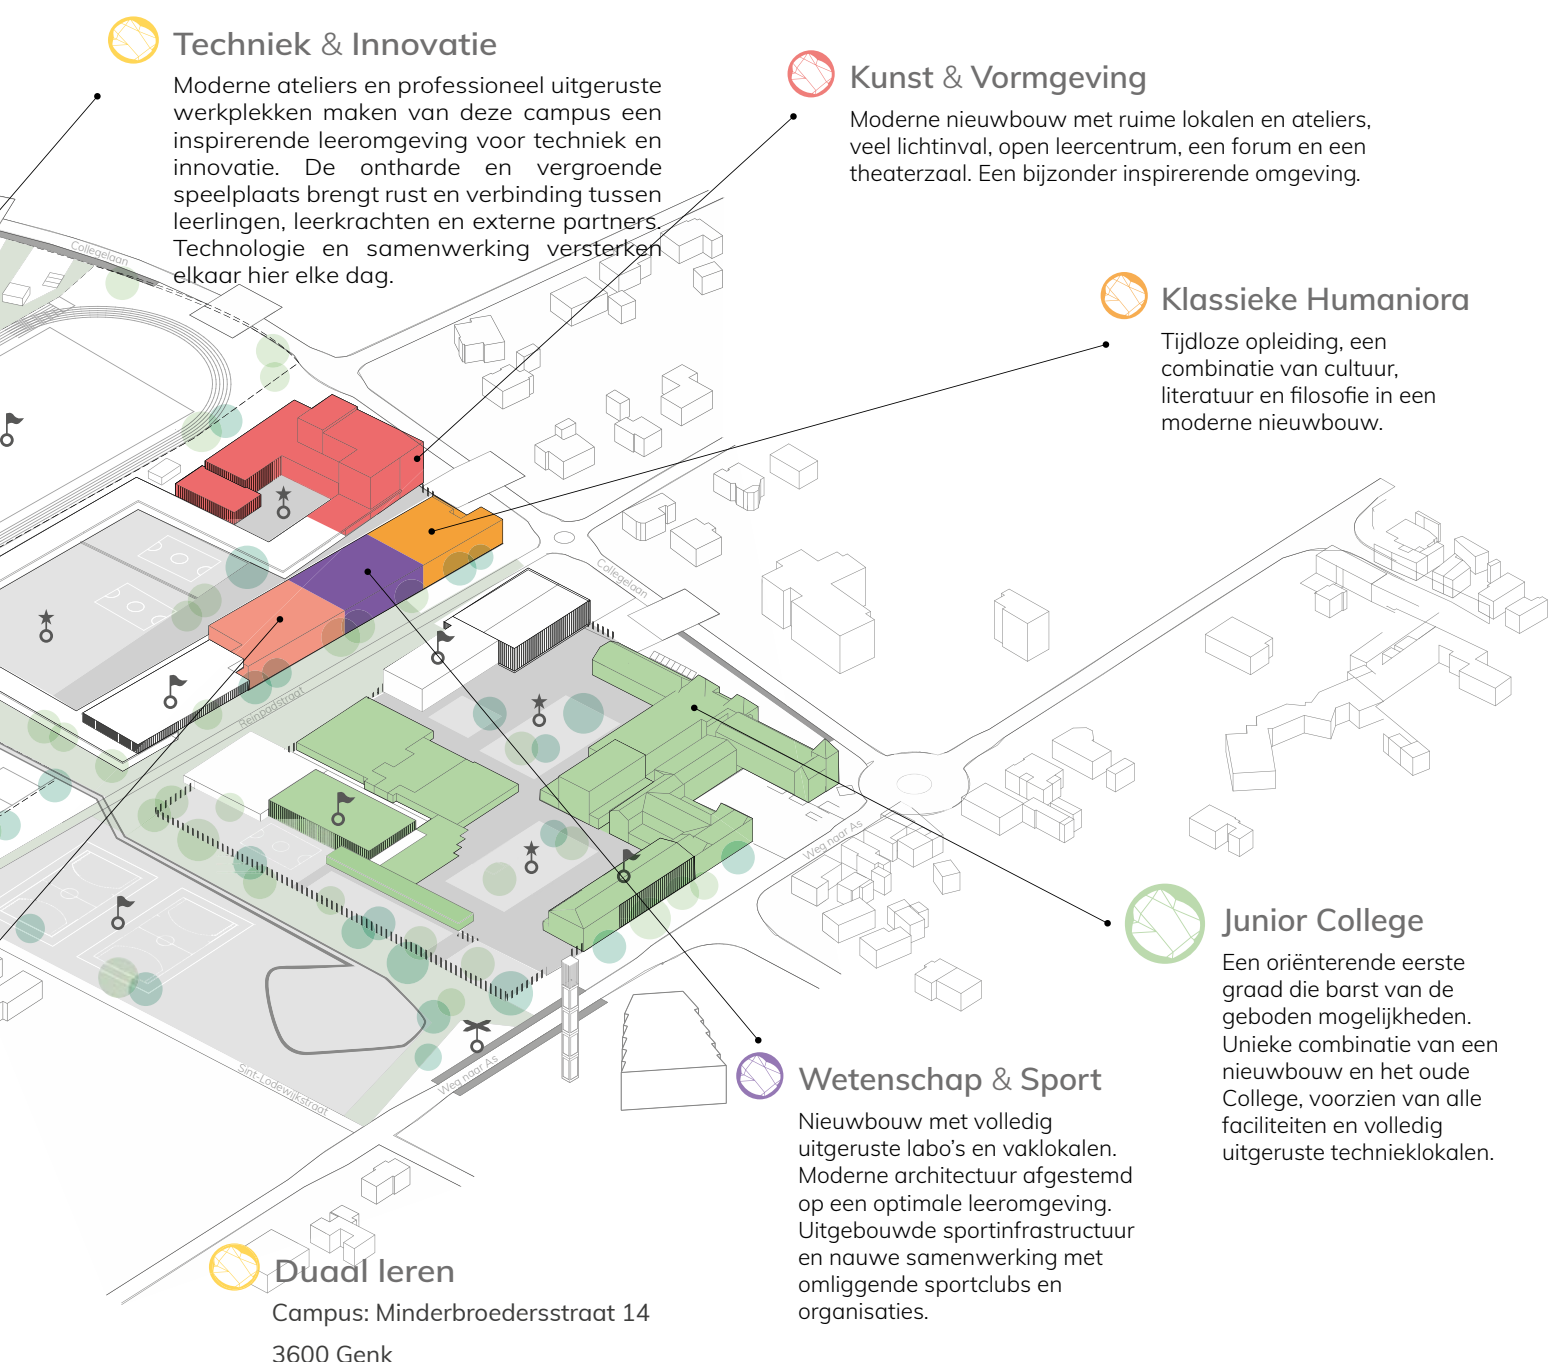 Techniek & Innovatie
Moderne ateliers en professioneel uitgeruste
werkplekken maken van deze campus een
inspirerende leeromgeving voor techniek en
innovatie. De ontharde en vergroende
speelplaats brengt rust en verbinding tussen
leerlingen, leerkrachten en externe partners.
Technologie en samenwerking versterken
elkaar hier elke dag.
Kunst & Vormgeving
Moderne nieuwbouw met ruime lokalen en ateliers,
veel lichtinval, open leercentrum, een forum en een
theaterzaal. Een bijzonder inspirerende omgeving.
Klassieke Humaniora
Tijdloze opleiding, een
combinatie van cultuur,
literatuur en filosofie in een
moderne nieuwbouw.
Collegelaan
Collegelaan
Reinpadstraat
Weg naar As
Weg naar As
Sint-Lodewijkstraat
Junior College
Een oriënterende eerste
graad die barst van de
geboden mogelijkheden.
Unieke combinatie van een
nieuwbouw en het oude
College, voorzien van alle
faciliteiten en volledig
uitgeruste technieklokalen.
Wetenschap & Sport
Nieuwbouw met volledig
uitgeruste labo's en vaklokalen.
Moderne architectuur afgestemd
op een optimale leeromgeving.
Uitgebouwde sportinfrastructuur
en nauwe samenwerking met
omliggende sportclubs en
organisaties.
Duaal leren
Campus: Minderbroedersstraat 14
3600 Genk